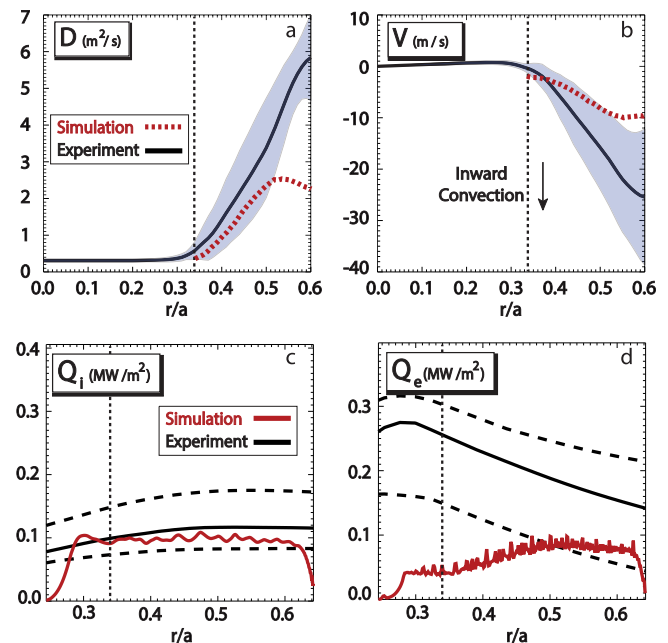 D (m²/s)
a
7
6
5
4
3
2
1
0
Simulation
Experiment
0.0 0.1 0.2 0.3 0.4 0.5 0.6
r/a
V (m/s)
b
10
0
-10
-20
-30
-40
Inward
Convection
0.0 0.1 0.2 0.3 0.4 0.5 0.6
r/a
Qi (MW/m²)
c
0.4
0.3
0.2
0.1
0.0
Simulation
Experiment
0.3 0.4 0.5 0.6
r/a
Qe (MW/m²)
d
0.3
0.2
0.1
0.0
0.3 0.4 0.5 0.6
r/a